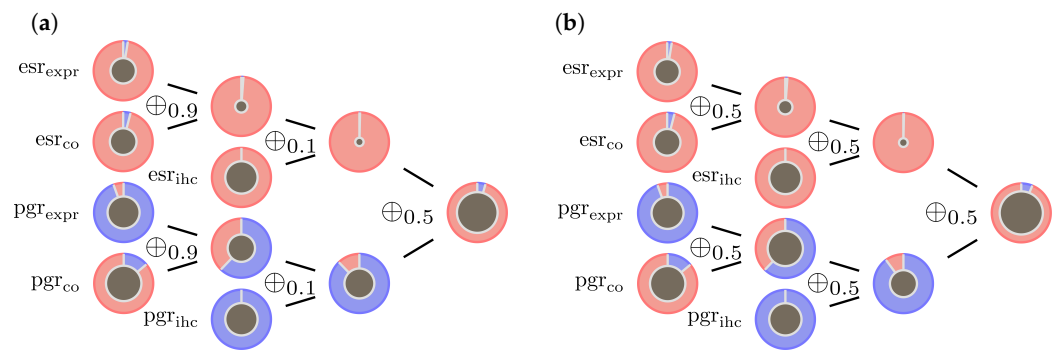 (a)
esr_expr
⊕0.9
esr_co
⊕0.1
esr_ihc
pgr_expr
⊕0.5
⊕0.9
pgr_co
⊕0.1
pgr_ihc
(b)
esr_expr
⊕0.5
esr_co
⊕0.5
esr_ihc
pgr_expr
⊕0.5
⊕0.5
pgr_co
⊕0.5
pgr_ihc